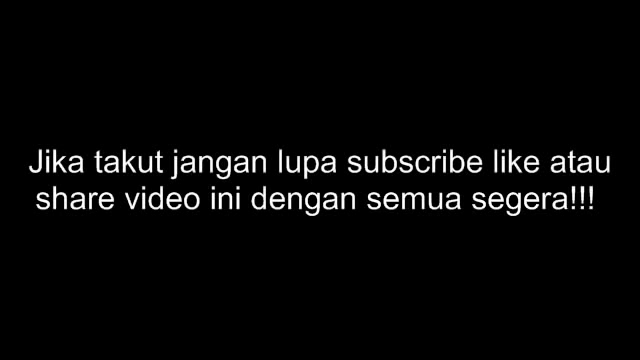 Jika takut jangan lupa subscribe like atau
share video ini dengan semua segera!!!